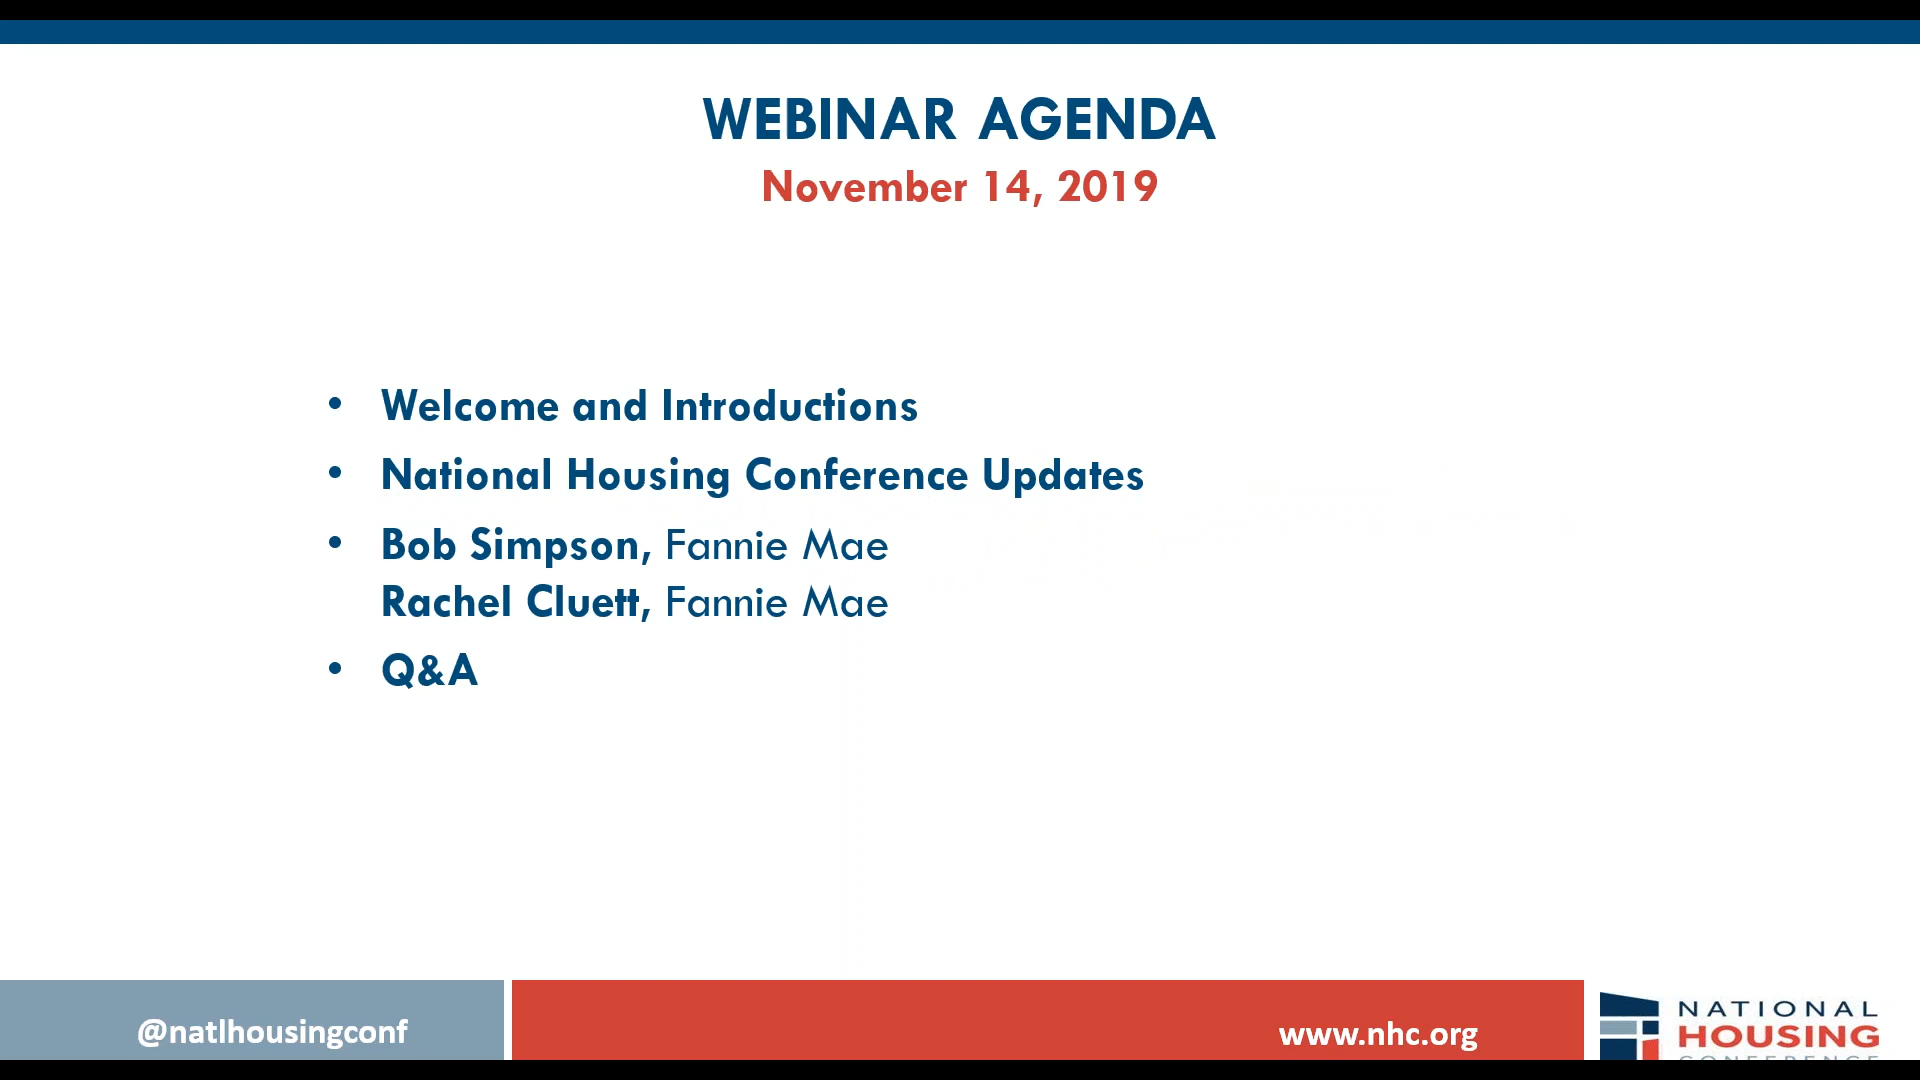 WEBINAR AGENDA
November 14, 2019
• Welcome and Introductions
• National Housing Conference Updates
• Bob Simpson, Fannie Mae
Rachel Cluett, Fannie Mae
• Q&A
@natlhousingconf
www.nhc.org
NATIONAL
HOUSING
CONFERENCE